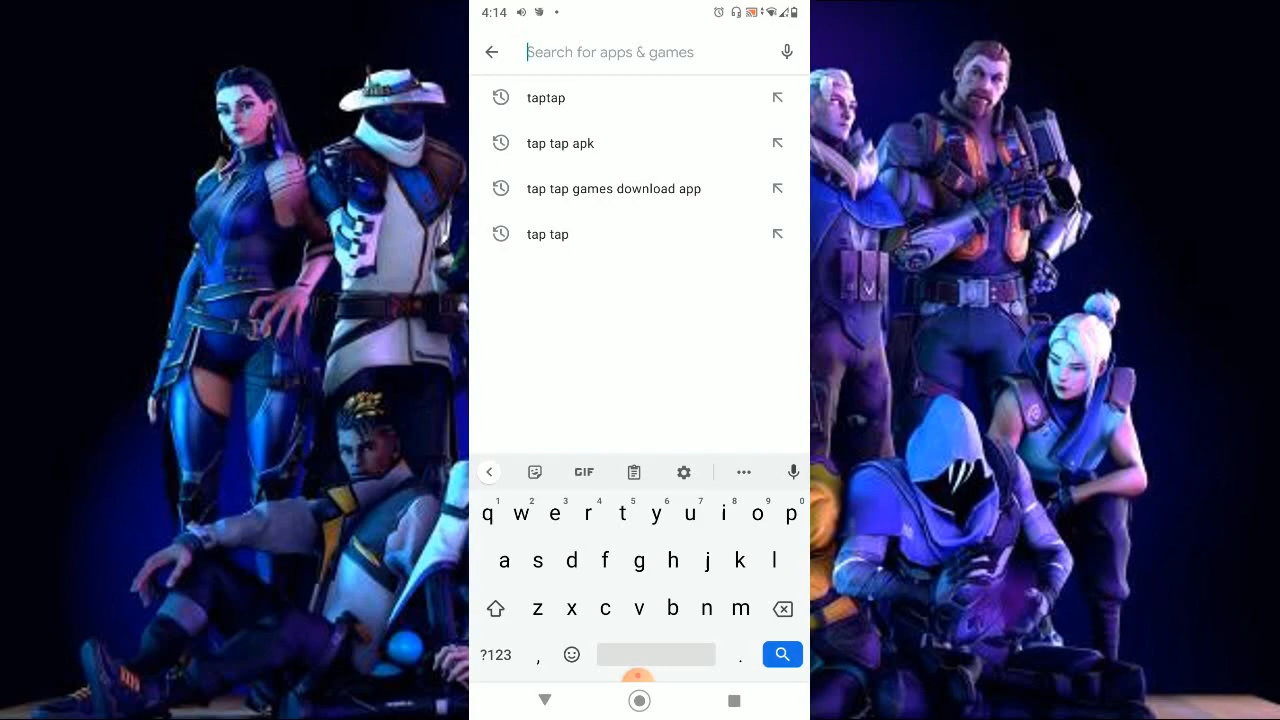 4:14
Search for apps & games
taptap
tap tap apk
tap tap games download app
tap tap
GIF
1 2 3 4 5 6 7 8 9 0
q w e r t y u i o p
a s d f g h j k l
z x c v b n m
?123 , .